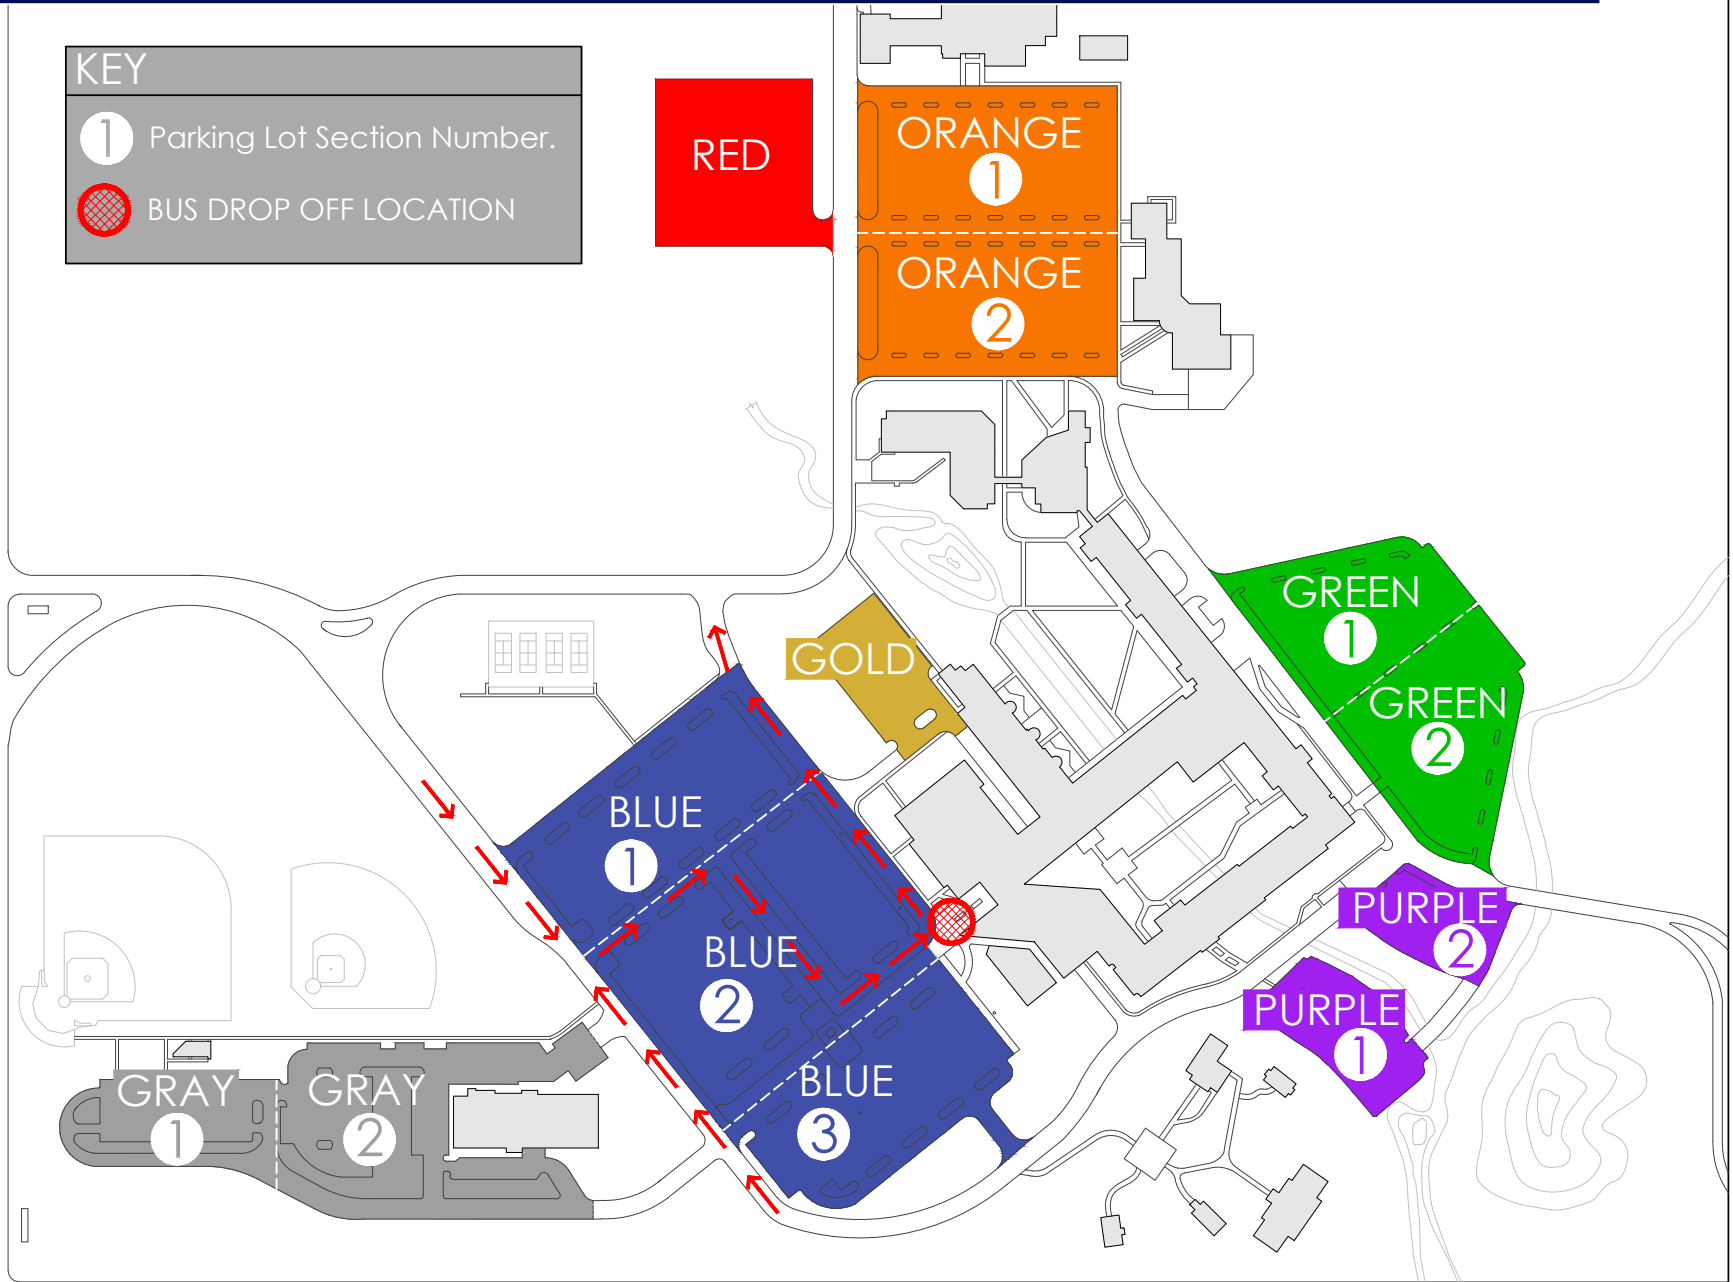 KEY
1 Parking Lot Section Number.
BUS DROP OFF LOCATION
RED
ORANGE
1
ORANGE
2
GREEN
1
GREEN
2
GOLD
BLUE
1
BLUE
2
BLUE
3
PURPLE
2
PURPLE
1
GRAY
1
GRAY
2